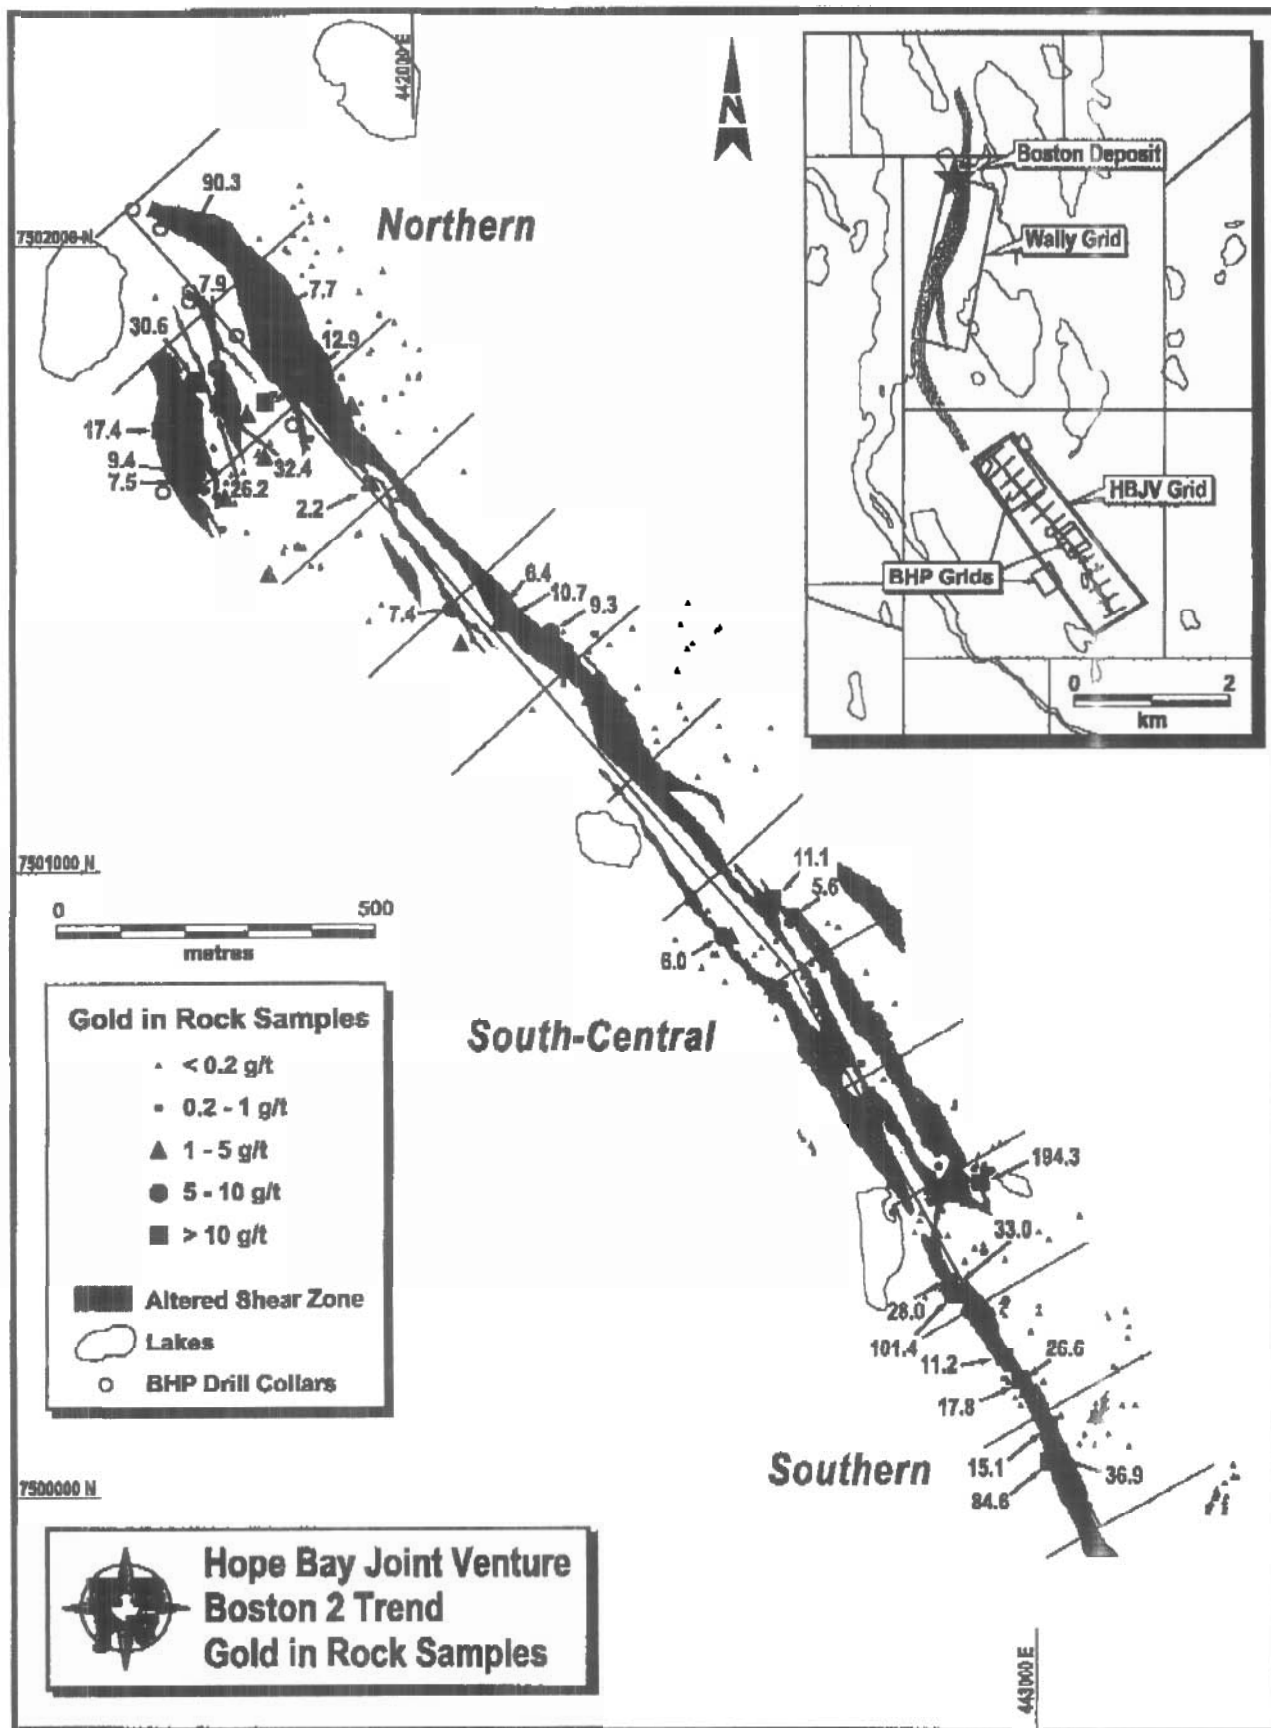 442000 E
N
Boston Deposit
Wally Grid
HBJV Grid
BHP Grids
0 2
km
90.3
Northern
7502000 N
7.9
7.7
30.6
12.9
17.4
9.4
7.5
26.2
32.4
2.2
6.4
10.7
9.3
7.4
7501000 N
0 500
metres
11.1
5.6
6.0
South-Central
Gold in Rock Samples
< 0.2 g/t
0.2 - 1 g/t
1 - 5 g/t
5 - 10 g/t
> 10 g/t
Altered Shear Zone
Lakes
BHP Drill Collars
194.3
33.0
28.0
101.4
11.2
26.6
17.8
15.1
36.9
84.6
Southern
7500000 N
Hope Bay Joint Venture
Boston 2 Trend
Gold in Rock Samples
443000 E